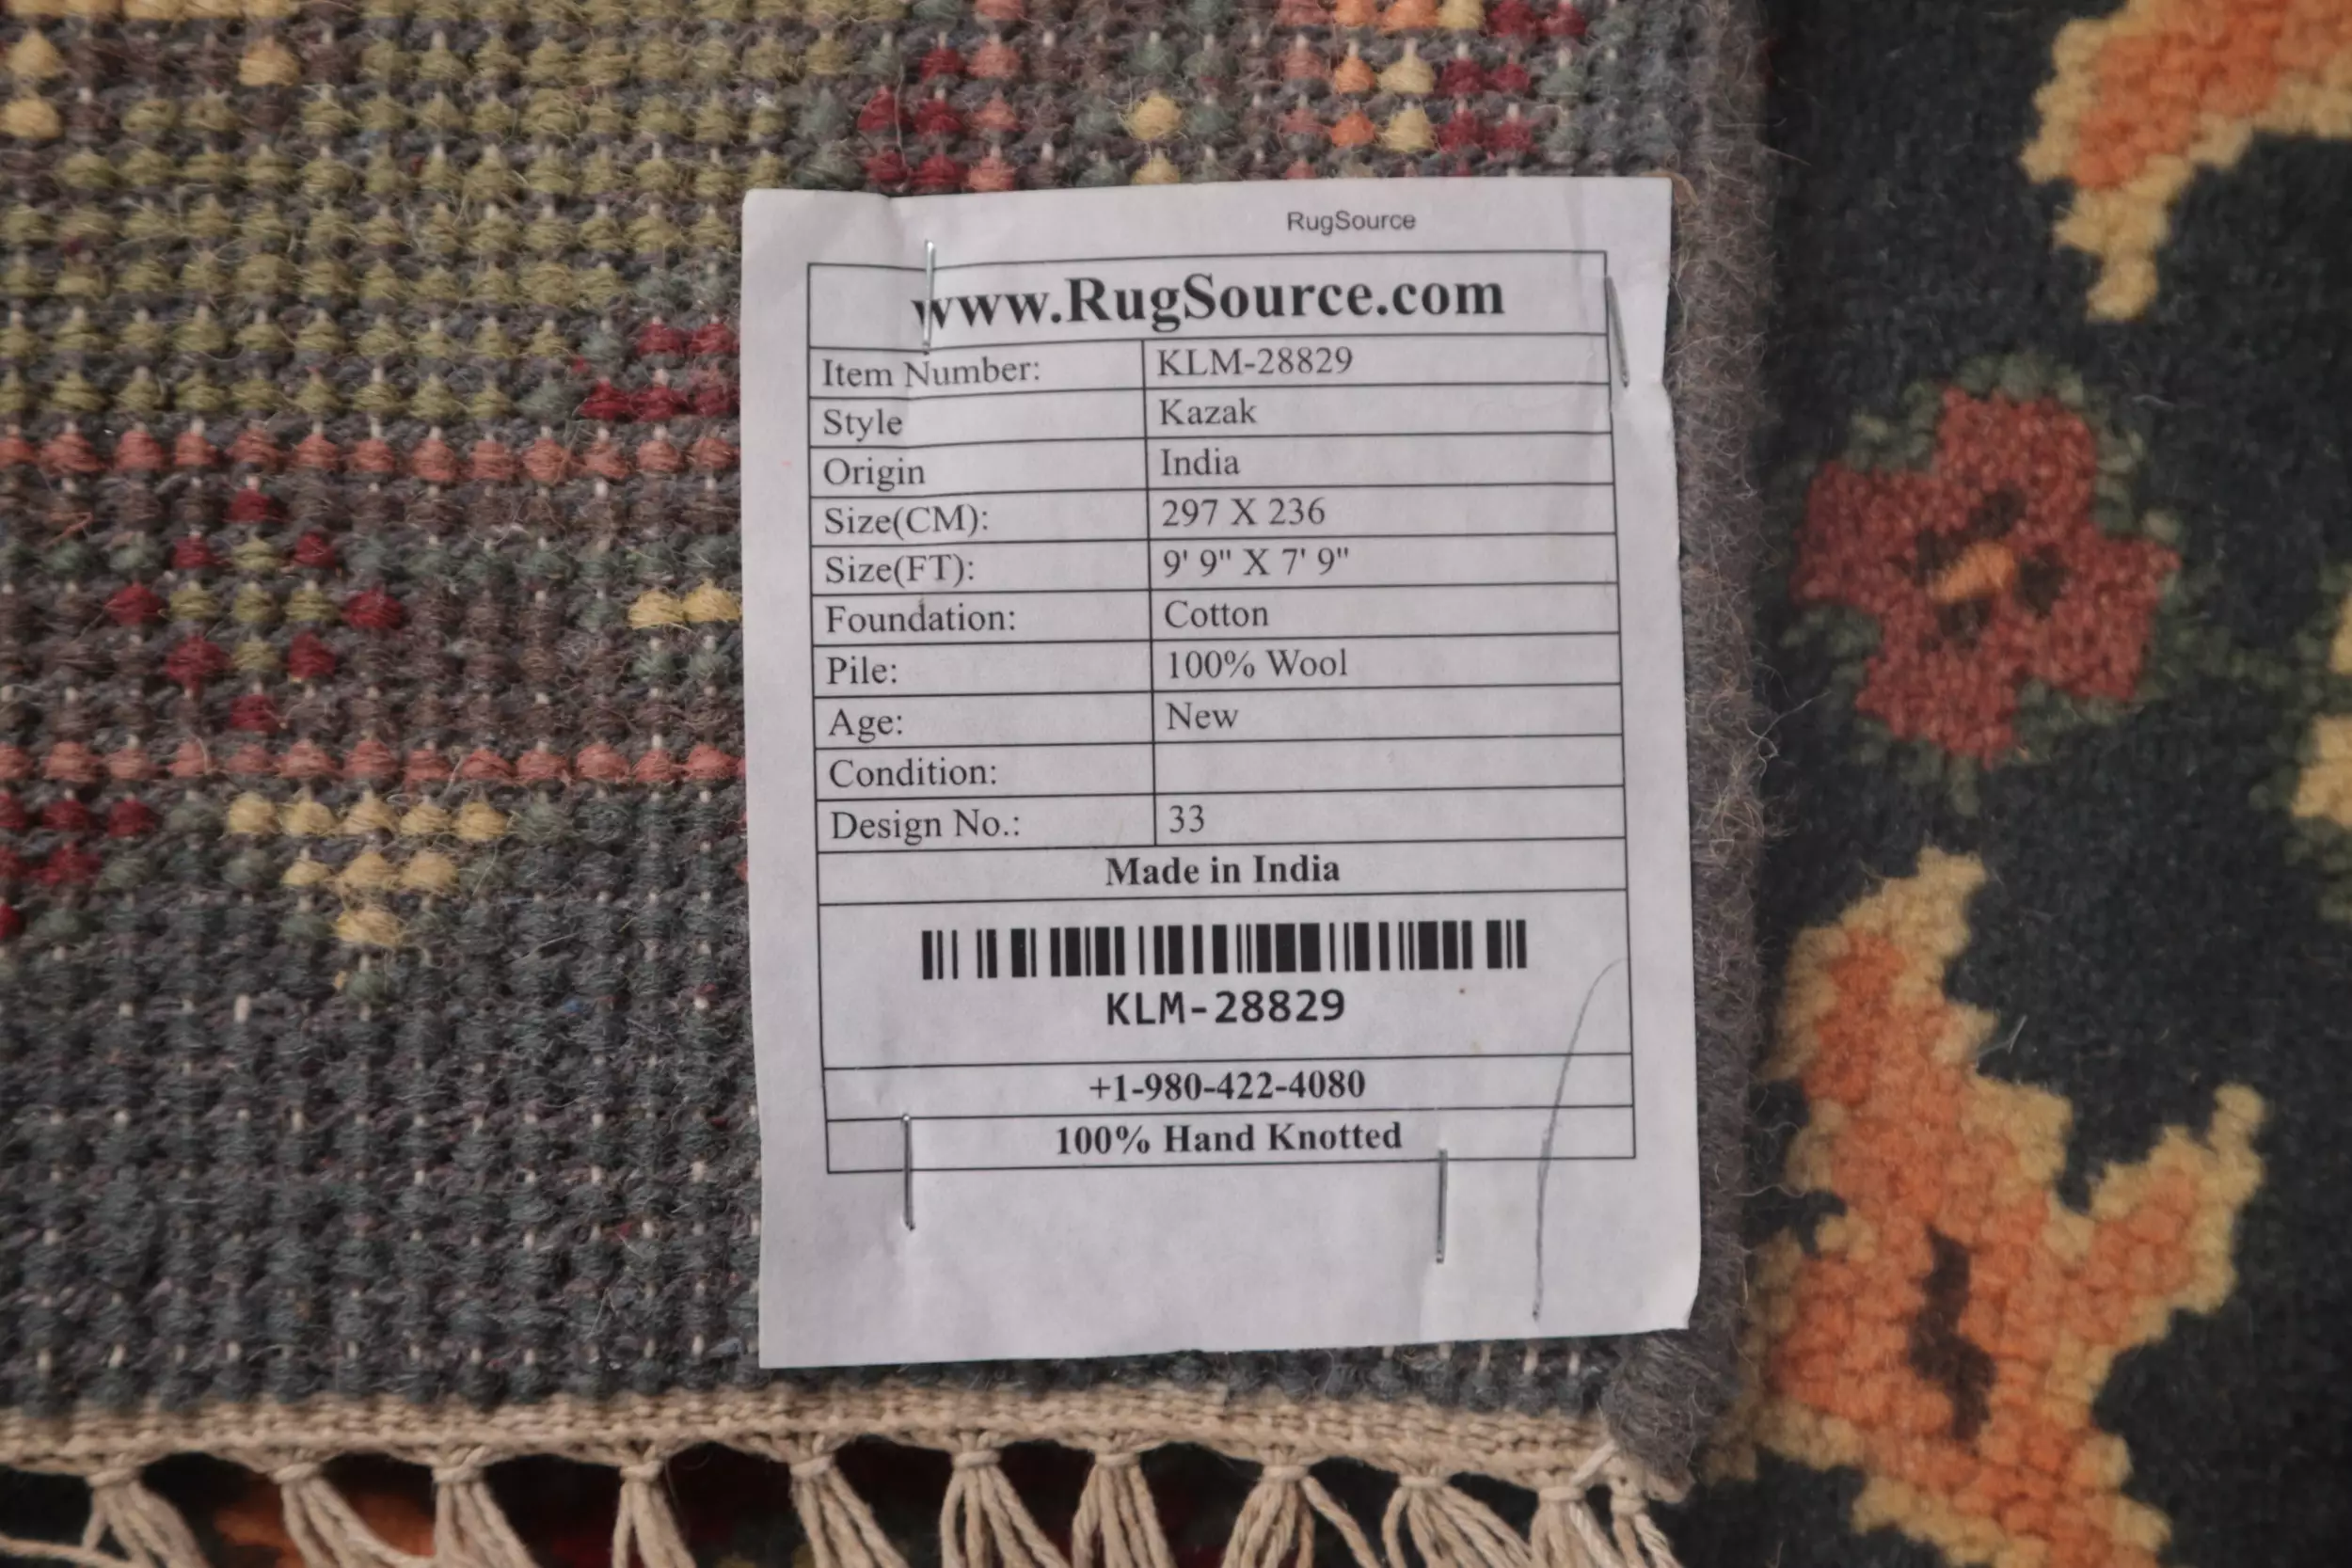 RugSource
www.RugSource.com
Item Number: KLM-28829
Style Kazak
Origin India
Size(CM): 297 X 236
Size(FT): 9' 9" X 7' 9"
Foundation: Cotton
Pile: 100% Wool
Age: New
Condition:
Design No.: 33
Made in India
KLM-28829
+1-980-422-4080
100% Hand Knotted